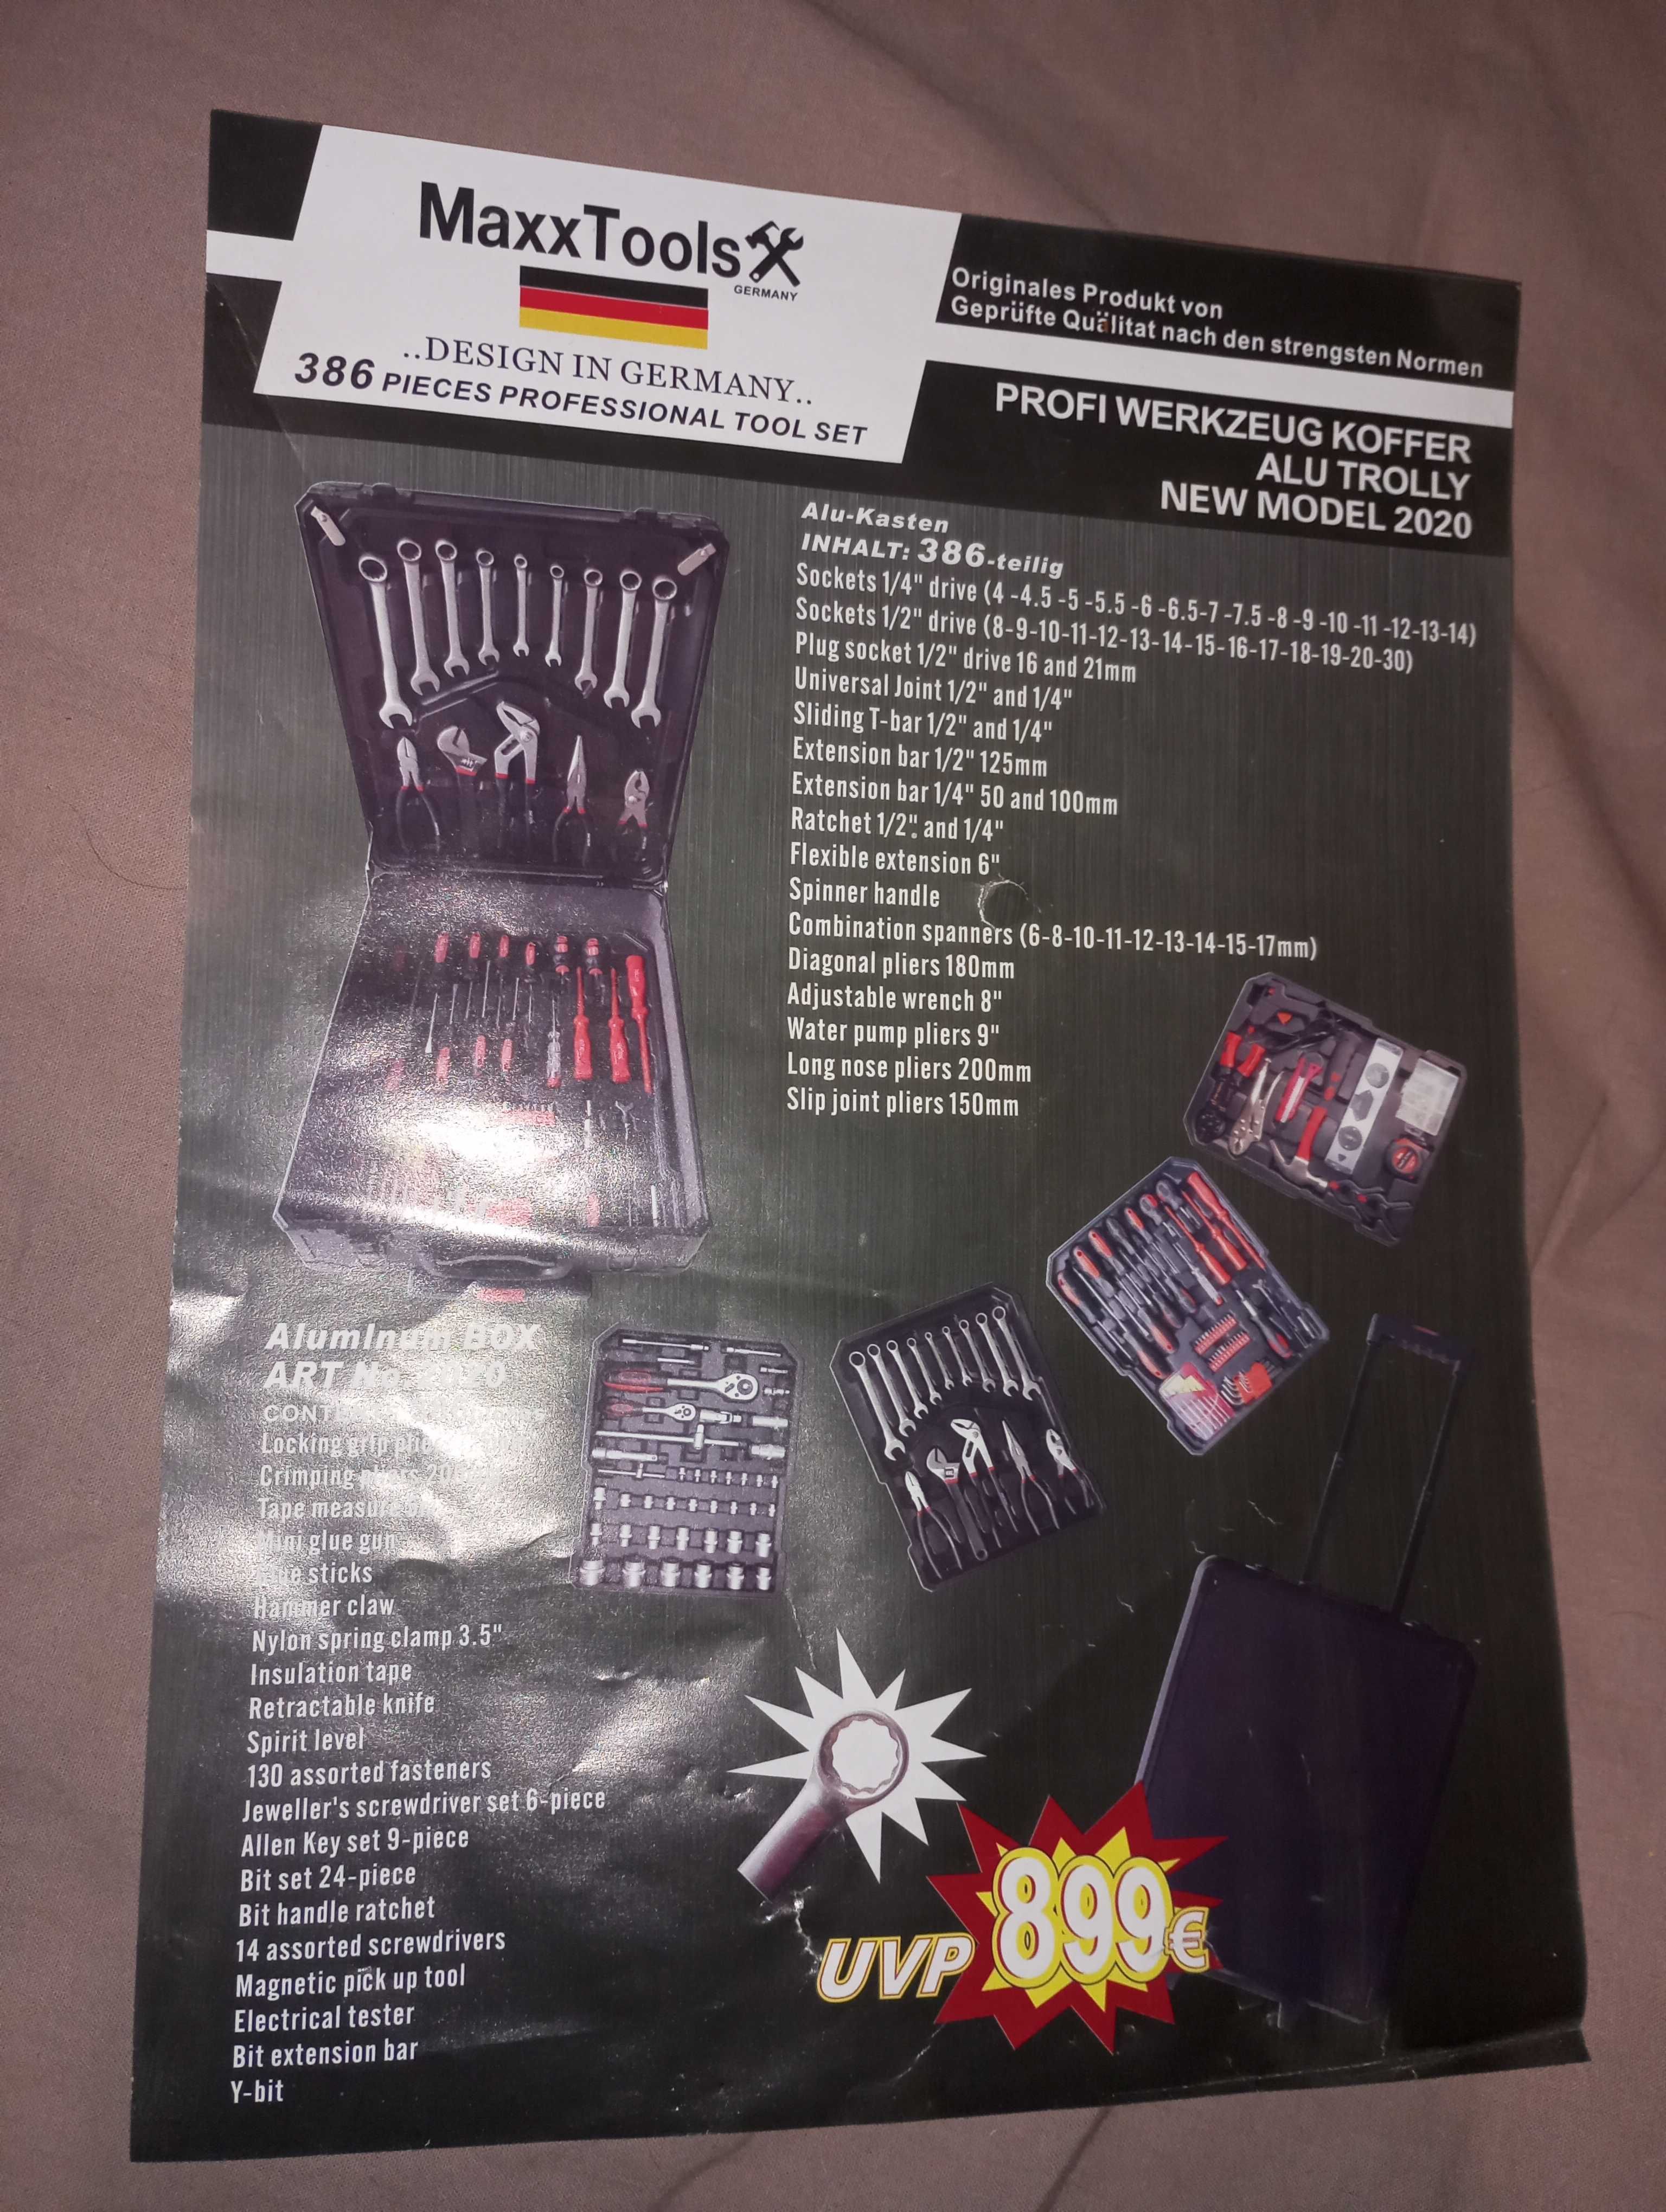 MaxxTools
GERMANY
..DESIGN IN GERMANY..
386 PIECES PROFESSIONAL TOOL SET
Originales Produkt von
Geprüfte Quälitat nach den strengsten Normen
PROFI WERKZEUG KOFFER
ALU TROLLY
NEW MODEL 2020
Alu-Kasten
INHALT: 386-teilig
Sockets 1/4" drive (4 -4.5 -5 -5.5 -6 -6.5-7 -7.5 -8 -9 -10 -11 -12-13-14)
Sockets 1/2" drive (8-9-10-11-12-13-14-15-16-17-18-19-20-30)
Plug socket 1/2" drive 16 and 21mm
Universal Joint 1/2" and 1/4"
Sliding T-bar 1/2" and 1/4"
Extension bar 1/2" 125mm
Extension bar 1/4" 50 and 100mm
Ratchet 1/2" and 1/4"
Flexible extension 6"
Spinner handle
Combination spanners (6-8-10-11-12-13-14-15-17mm)
Diagonal pliers 180mm
Adjustable wrench 8"
Water pump pliers 9"
Long nose pliers 200mm
Slip joint pliers 150mm
Aluminum BOX
ART No. 2020
Locking grip
Crimping pliers
Tape measure
Mini glue gun
Glue sticks
Hammer claw
Nylon spring clamp 3.5"
Insulation tape
Retractable knife
Spirit level
130 assorted fasteners
Jeweller's screwdriver set 6-piece
Allen Key set 9-piece
Bit set 24-piece
Bit handle ratchet
14 assorted screwdrivers
Magnetic pick up tool
Electrical tester
Bit extension bar
Y-bit
UVP 899€